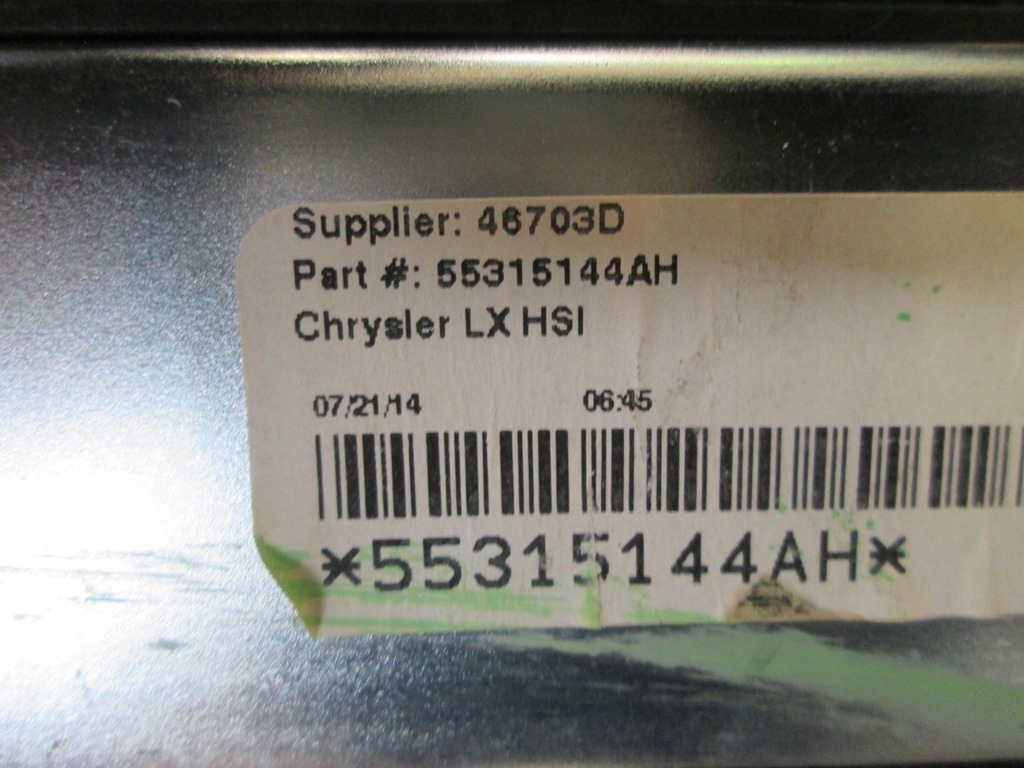 Supplier: 46703D
Part #: 55315144AH
Chrysler LX HSI
07/21/14 06:45
*55315144AH*